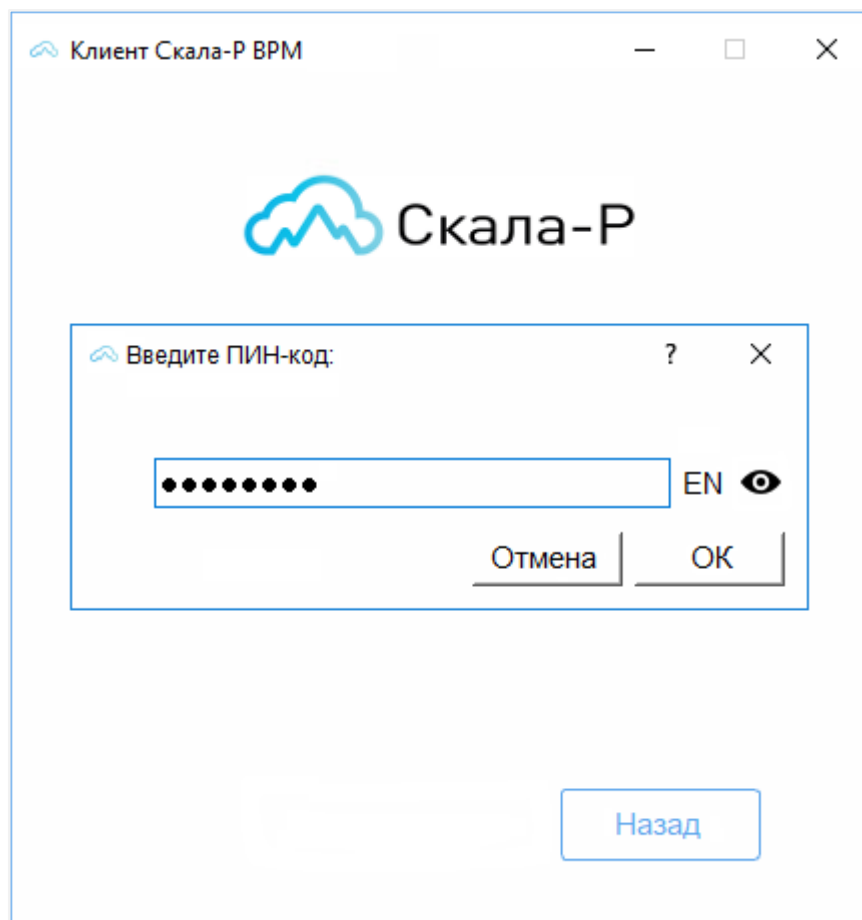 Клиент Скала-Р ВРМ
Скала-Р
Введите ПИН-код:
?
EN
Отмена
ОК
Назад